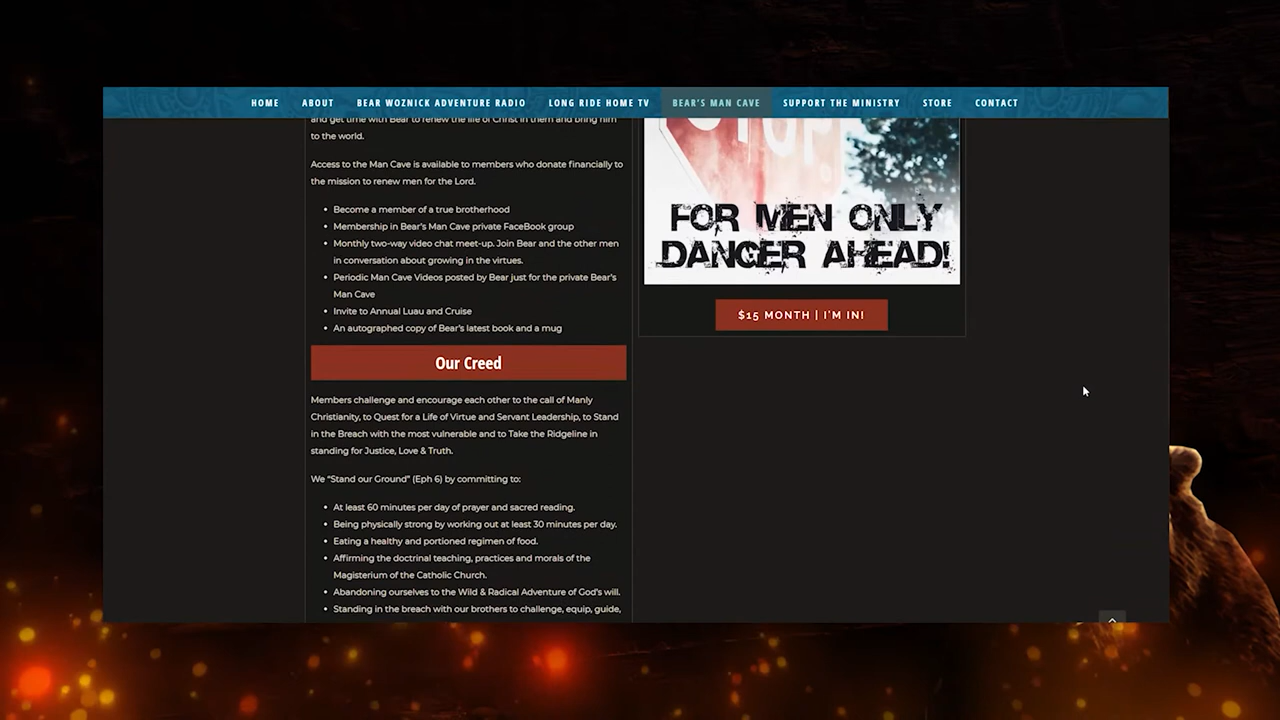 HOME ABOUT BEAR WOZNICK ADVENTURE RADIO LONG RIDE HOME TV BEAR'S MAN CAVE SUPPORT THE MINISTRY STORE CONTACT
and get time with Bear to renew the life of Christ in them and bring him
to the world.
Access to the Man Cave is available to members who donate financially to
the mission to renew men for the Lord.
• Become a member of a true brotherhood
• Membership in Bear's Man Cave private FaceBook group
• Monthly two-way video chat meet-up. Join Bear and the other men
in conversation about growing in the virtues.
• Periodic Man Cave Videos posted by Bear just for the private Bear's
Man Cave
• Invite to Annual Luau and Cruise
• An autographed copy of Bear's latest book and a mug
Our Creed
Members challenge and encourage each other to the call of Manly
Christianity, to Quest for a Life of Virtue and Servant Leadership, to Stand
in the Breach with the most vulnerable and to Take the Ridgeline in
standing for Justice, Love & Truth.
We “Stand our Ground” (Eph 6) by committing to:
• At least 60 minutes per day of prayer and sacred reading.
• Being physically strong by working out at least 30 minutes per day.
• Eating a healthy and portioned regimen of food.
• Affirming the doctrinal teaching, practices and morals of the
Magisterium of the Catholic Church.
• Abandoning ourselves to the Wild & Radical Adventure of God's will.
• Standing in the breach with our brothers to challenge, equip, guide,
STOP
FOR MEN ONLY
DANGER AHEAD!
$15 MONTH | I'M IN!